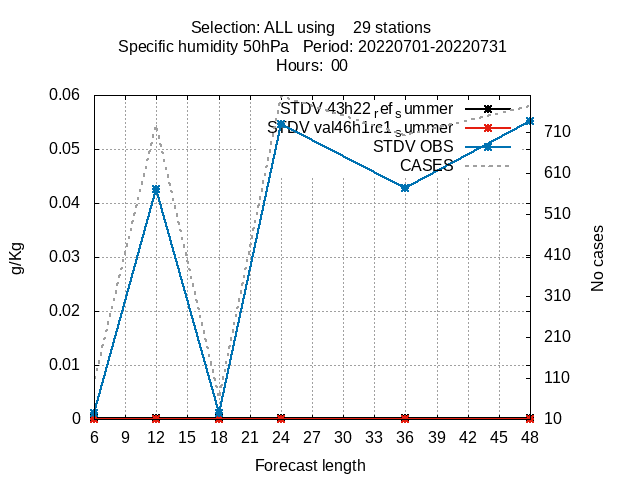 Selection: ALL using 29 stations
Specific humidity 50hPa Period: 20220701-20220731
Hours: 00
STDV 43h22ref summer
STDV val46h1rc1summer
STDV OBS
CASES
0.06
0.05
0.04
0.03
0.02
0.01
0
g/Kg
710
610
510
410
310
210
110
10
No cases
6 9 12 15 18 21 24 27 30 33 36 39 42 45 48
Forecast length